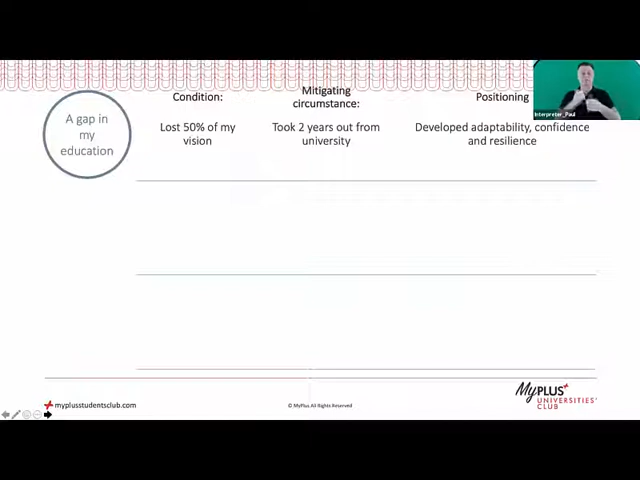 Condition:
Mitigating
circumstance:
Positioning
Interpreter_Paul
A gap in
my
education
Lost 50% of my
vision
Took 2 years out from
university
Developed adaptability, confidence
and resilience
myplusstudentsclub.com
© MyPlus All Rights Reserved
MyPLUS+
UNIVERSITIES'
CLUB